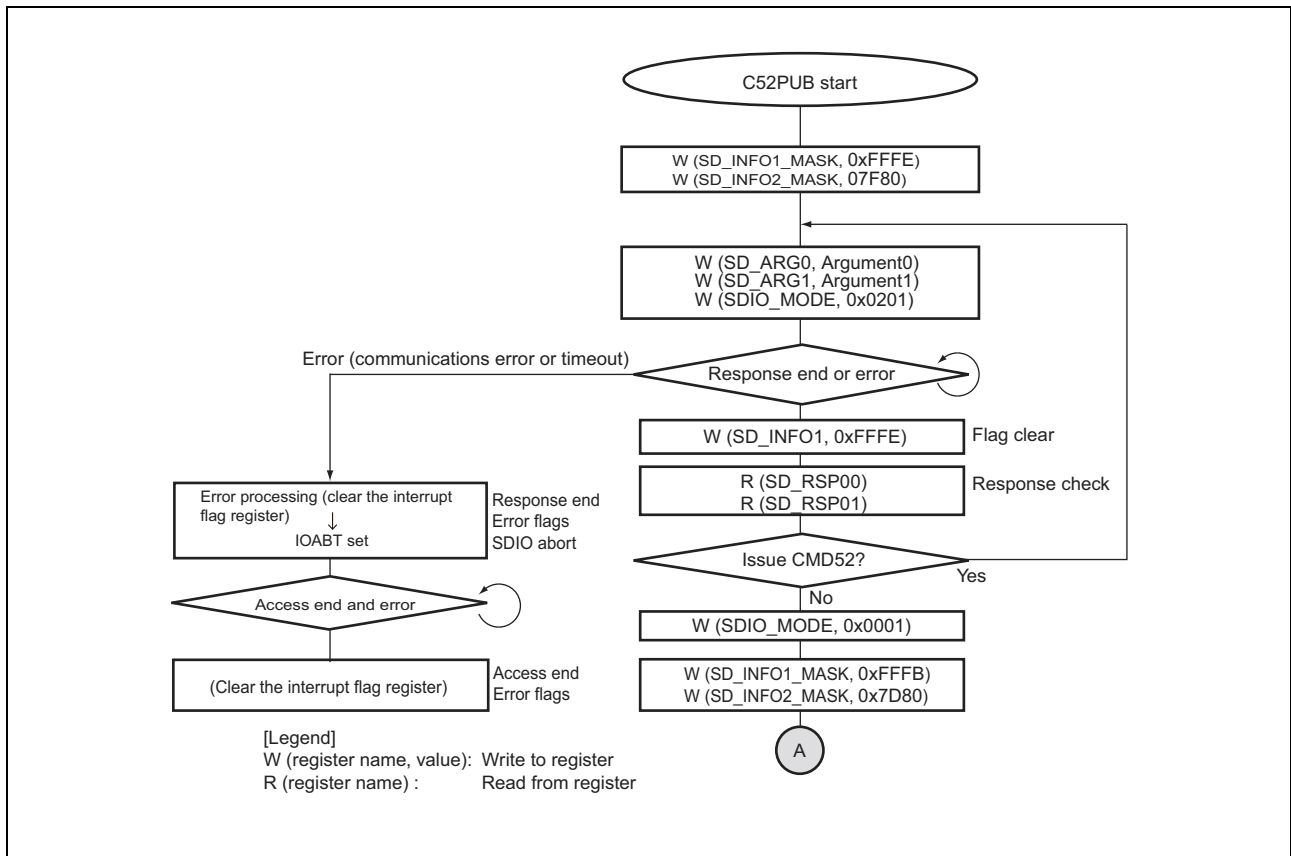 C52PUB start
W (SD_INFO1_MASK, 0xFFFE)
W (SD_INFO2_MASK, 07F80)
W (SD_ARG0, Argument0)
W (SD_ARG1, Argument1)
W (SDIO_MODE, 0x0201)
Error (communications error or timeout)
Response end or error
W (SD_INFO1, 0xFFFE)
Flag clear
R (SD_RSP00)
R (SD_RSP01)
Response check
Error processing (clear the interrupt
flag register)
↓
IOABT set
Response end
Error flags
SDIO abort
Issue CMD52?
Yes
No
Access end and error
W (SDIO_MODE, 0x0001)
(Clear the interrupt flag register)
Access end
Error flags
W (SD_INFO1_MASK, 0xFFFB)
W (SD_INFO2_MASK, 0x7D80)
A
[Legend]
W (register name, value): Write to register
R (register name) : Read from register